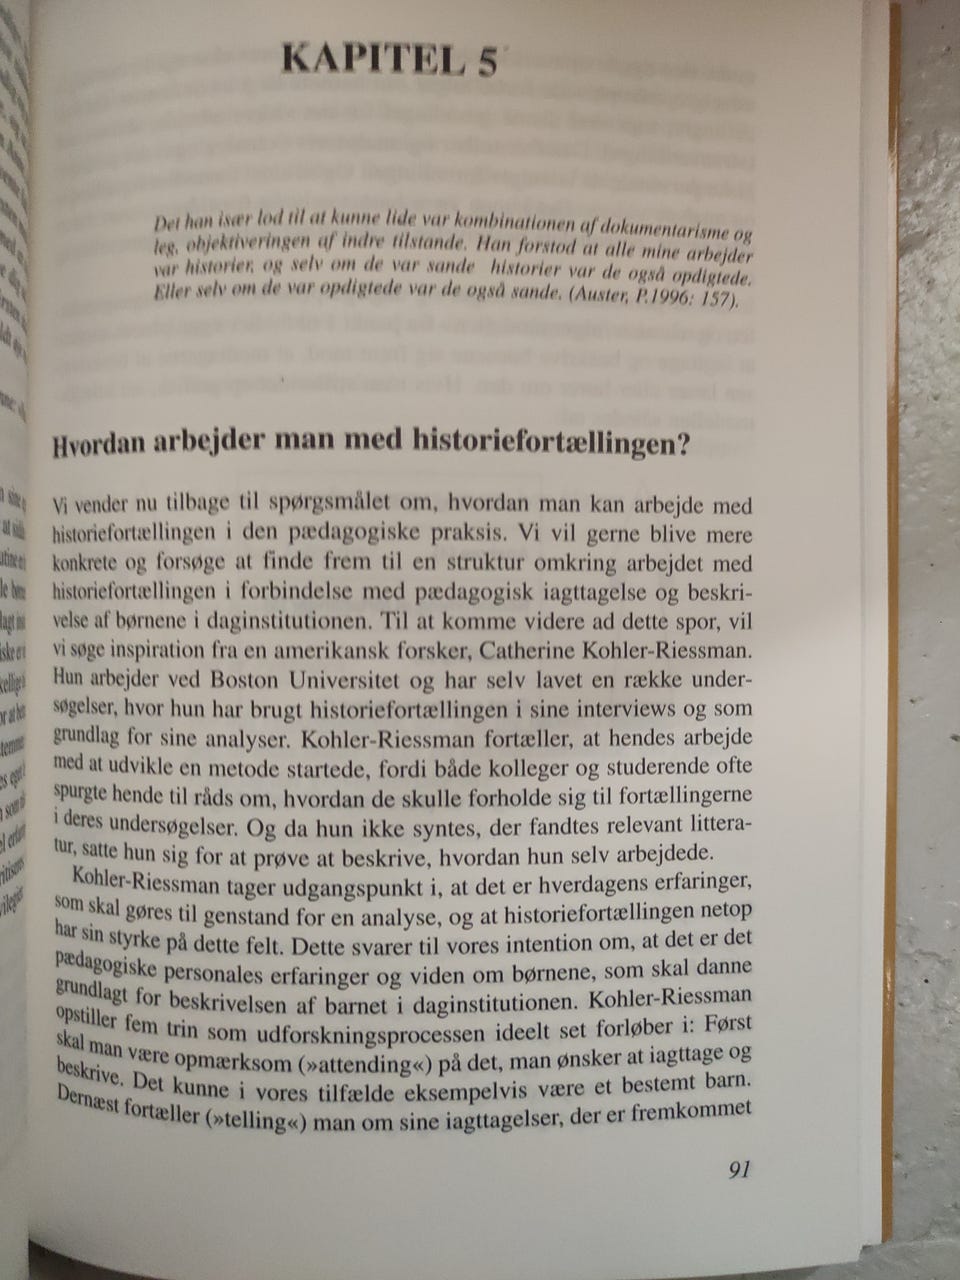 KAPITEL 5
Det han især lod til at kunne lide var kombinationen af dokumentarisme og
leg, objektiveringen af indre tilstande. Han forstod at alle mine arbejder
var historier, og selv om de var sande historier var de også opdigtede.
Eller selv om de var opdigtede var de også sande. (Auster, P.1996: 157).
Hvordan arbejder man med historiefortællingen?
Vi vender nu tilbage til spørgsmålet om, hvordan man kan arbejde med
historiefortællingen i den pædagogiske praksis. Vi vil gerne blive mere
konkrete og forsøge at finde frem til en struktur omkring arbejdet med
historiefortællingen i forbindelse med pædagogisk iagttagelse og beskri-
velse af børnene i daginstitutionen. Til at komme videre ad dette spor, vil
vi søge inspiration fra en amerikansk forsker, Catherine Kohler-Riessman.
Hun arbejder ved Boston Universitet og har selv lavet en række under-
søgelser, hvor hun har brugt historiefortællingen i sine interviews og som
grundlag for sine analyser. Kohler-Riessman fortæller, at hendes arbejde
med at udvikle en metode startede, fordi både kolleger og studerende ofte
spurgte hende til råds om, hvordan de skulle forholde sig til fortællingerne
i deres undersøgelser. Og da hun ikke syntes, der fandtes relevant littera-
tur, satte hun sig for at prøve at beskrive, hvordan hun selv arbejdede.
Kohler-Riessman tager udgangspunkt i, at det er hverdagens erfaringer,
som skal gøres til genstand for en analyse, og at historiefortællingen netop
har sin styrke på dette felt. Dette svarer til vores intention om, at det er det
pædagogiske personales erfaringer og viden om børnene, som skal danne
grundlagt for beskrivelsen af barnet i daginstitutionen. Kohler-Riessman
opstiller fem trin som udforskningsprocessen ideelt set forløber i: Først
skal man være opmærksom (»attending«) på det, man ønsker at iagttage og
beskrive. Det kunne i vores tilfælde eksempelvis være et bestemt barn.
Dernæst fortæller (»telling«) man om sine iagttagelser, der er fremkommet
91